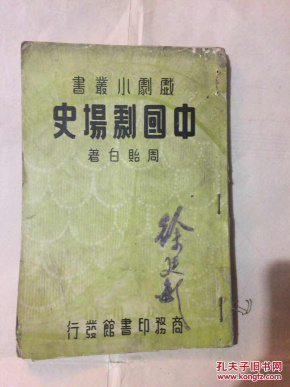 書叢小劇戲
史場劇國中
著白貽周
徐
行發館書印務商
孔夫子旧书网